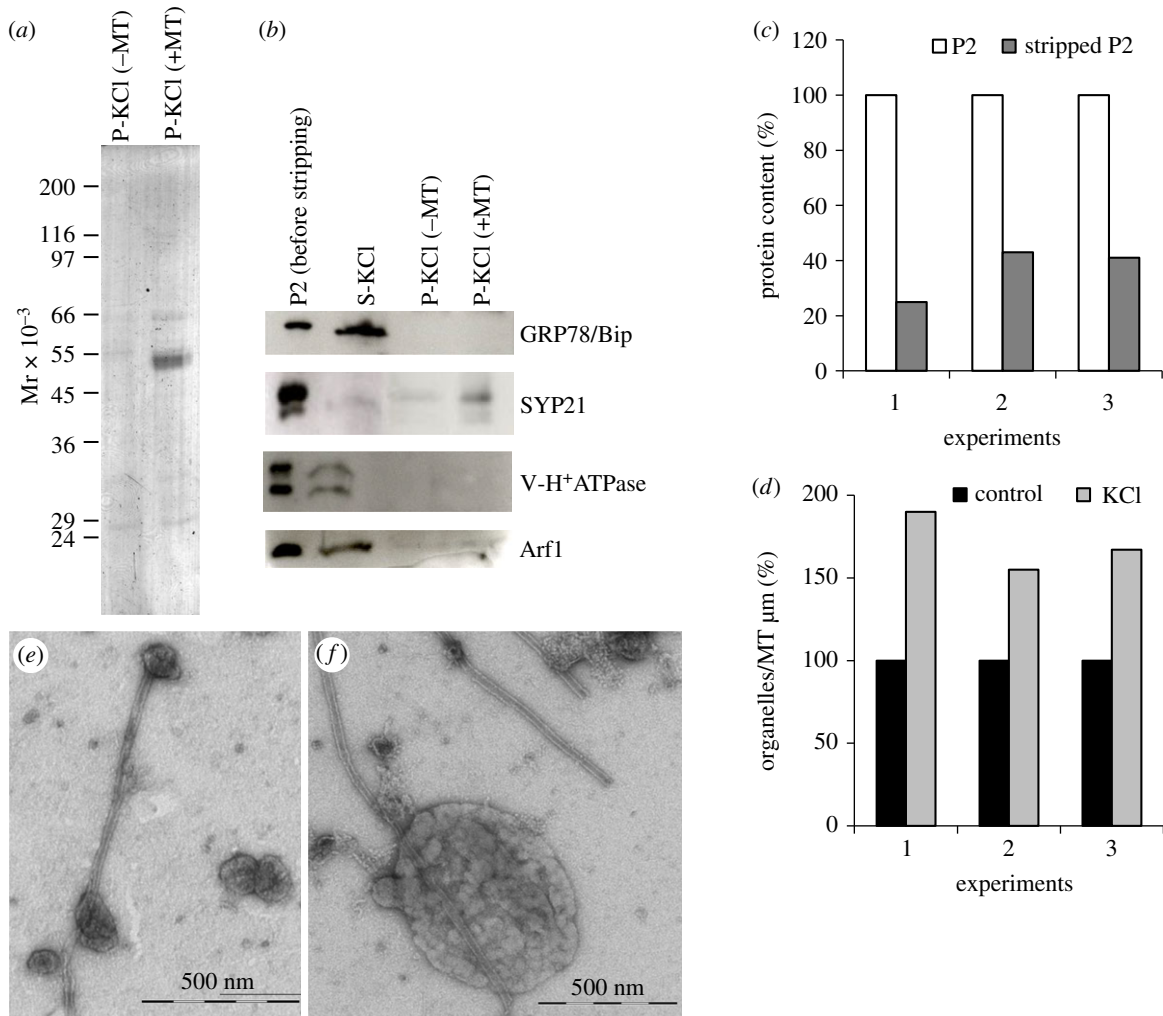 (a)
P-KCl (–MT)
P-KCl (+MT)
Mr × 10⁻³
200
116
97
66
55
45
36
29
24
(b)
P2 (before stripping)
S-KCl
P-KCl (–MT)
P-KCl (+MT)
GRP78/Bip
SYP21
V-H⁺ATPase
Arf1
(c)
P2 stripped P2
protein content (%)
120
100
80
60
40
20
0
1 2 3
experiments
(d)
control KCl
organelles/MT µm (%)
200
150
100
50
0
1 2 3
experiments
(e)
500 nm
(f)
500 nm